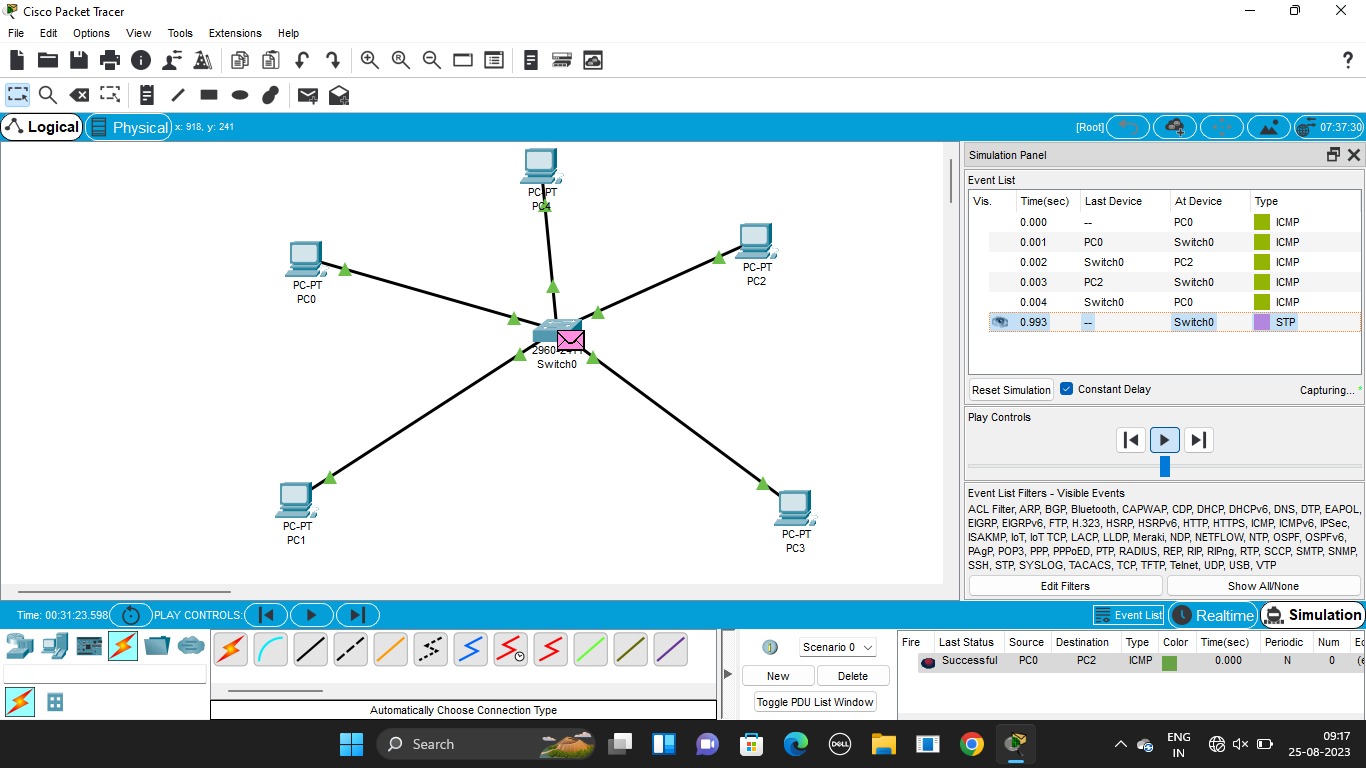 Cisco Packet Tracer
File Edit Options View Tools Extensions Help
?
Logical Physical x: 918, y: 241 [Root] 07:37:30
PC-PT
PC4
PC-PT
PC0
PC-PT
PC2
Switch0
PC-PT
PC1
PC-PT
PC3
Simulation Panel
Event List
Vis. Time(sec) Last Device At Device Type
0.000 -- PC0 ICMP
0.001 PC0 Switch0 ICMP
0.002 Switch0 PC2 ICMP
0.003 PC2 Switch0 ICMP
0.004 Switch0 PC0 ICMP
0.993 -- Switch0 STP
Reset Simulation Constant Delay Capturing... *
Play Controls
Event List Filters - Visible Events
ACL Filter, ARP, BGP, Bluetooth, CAPWAP, CDP, DHCP, DHCPv6, DNS, DTP, EAPOL,
EIGRP, EIGRPv6, FTP, H.323, HSRP, HSRPv6, HTTP, HTTPS, ICMP, ICMPv6, IPSec,
ISAKMP, IoT, IoT TCP, LACP, LLDP, Meraki, NDP, NETFLOW, NTP, OSPF, OSPFv6,
PAgP, POP3, PPP, PPPoED, PTP, RADIUS, REP, RIP, RIPng, RTP, SCCP, SMTP, SNMP,
SSH, STP, SYSLOG, TACACS, TCP, TFTP, Telnet, UDP, USB, VTP
Edit Filters Show All/None
Time: 00:31:23.598 PLAY CONTROLS: Event List Realtime Simulation
Automatically Choose Connection Type
Scenario 0
New Delete
Toggle PDU List Window
Fire Last Status Source Destination Type Color Time(sec) Periodic Num
Successful PC0 PC2 ICMP 0.000 N 0
Search
DELL
ENG
IN
09:17
25-08-2023